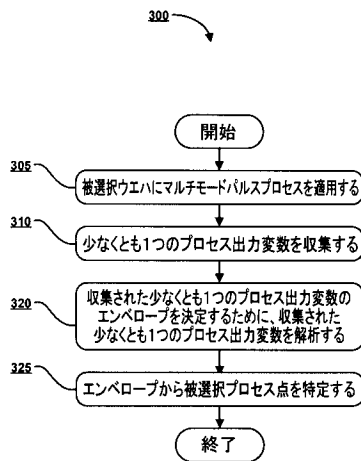 300
開始
305
被選択ウエハにマルチモードパルスプロセスを適用する
310
少なくとも1つのプロセス出力変数を収集する
320
収集された少なくとも1つのプロセス出力変数の
エンベロープを決定するために、収集された
少なくとも1つのプロセス出力変数を解析する
325
エンベロープから被選択プロセス点を特定する
終了